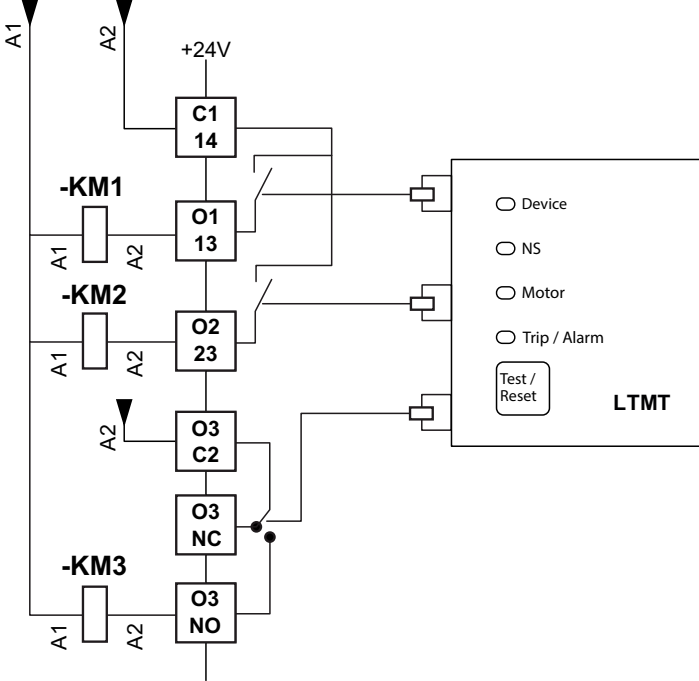 A1
A2
+24V
C1
14
-KM1
O1
13
A1
A2
-KM2
O2
23
A1
A2
A2
O3
C2
O3
NC
-KM3
O3
NO
A1
A2
Device
NS
Motor
Trip / Alarm
Test /
Reset
LTMT